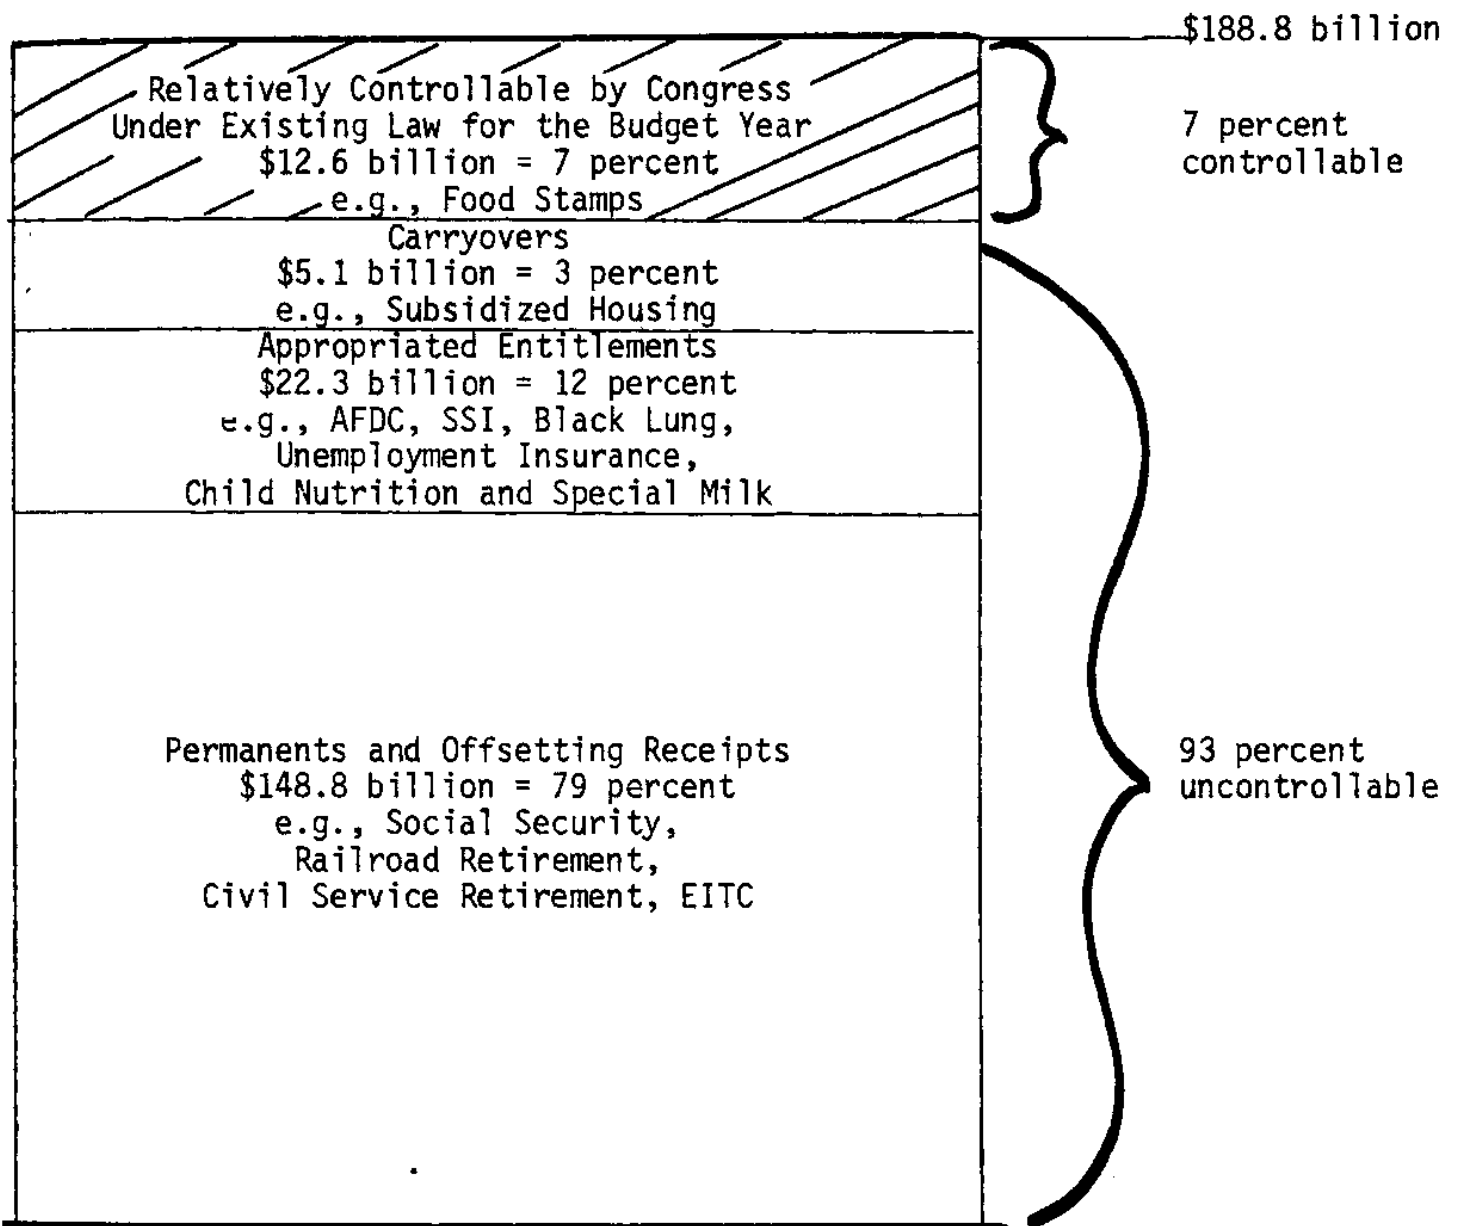 $188.8 billion
Relatively Controllable by Congress
Under Existing Law for the Budget Year
$12.6 billion = 7 percent
e.g., Food Stamps
7 percent
controllable
Carryovers
$5.1 billion = 3 percent
e.g., Subsidized Housing
Appropriated Entitlements
$22.3 billion = 12 percent
e.g., AFDC, SSI, Black Lung,
Unemployment Insurance,
Child Nutrition and Special Milk
Permanents and Offsetting Receipts
$148.8 billion = 79 percent
e.g., Social Security,
Railroad Retirement,
Civil Service Retirement, EITC
93 percent
uncontrollable